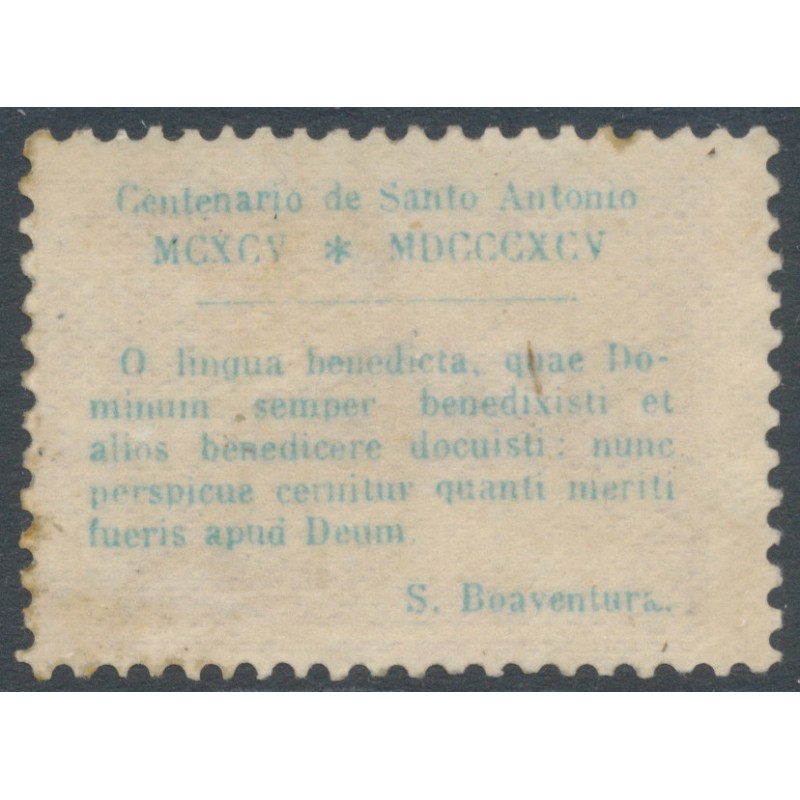 Centenario de Santo Antonio
MCXCV * MDCCCXCV
O lingua benedicta, quae Do-
minum semper benedixisti et
alios benedicere docuisti: nunc
perspicue cernitur quanti meriti
fueris apud Deum.
S. Boaventura.